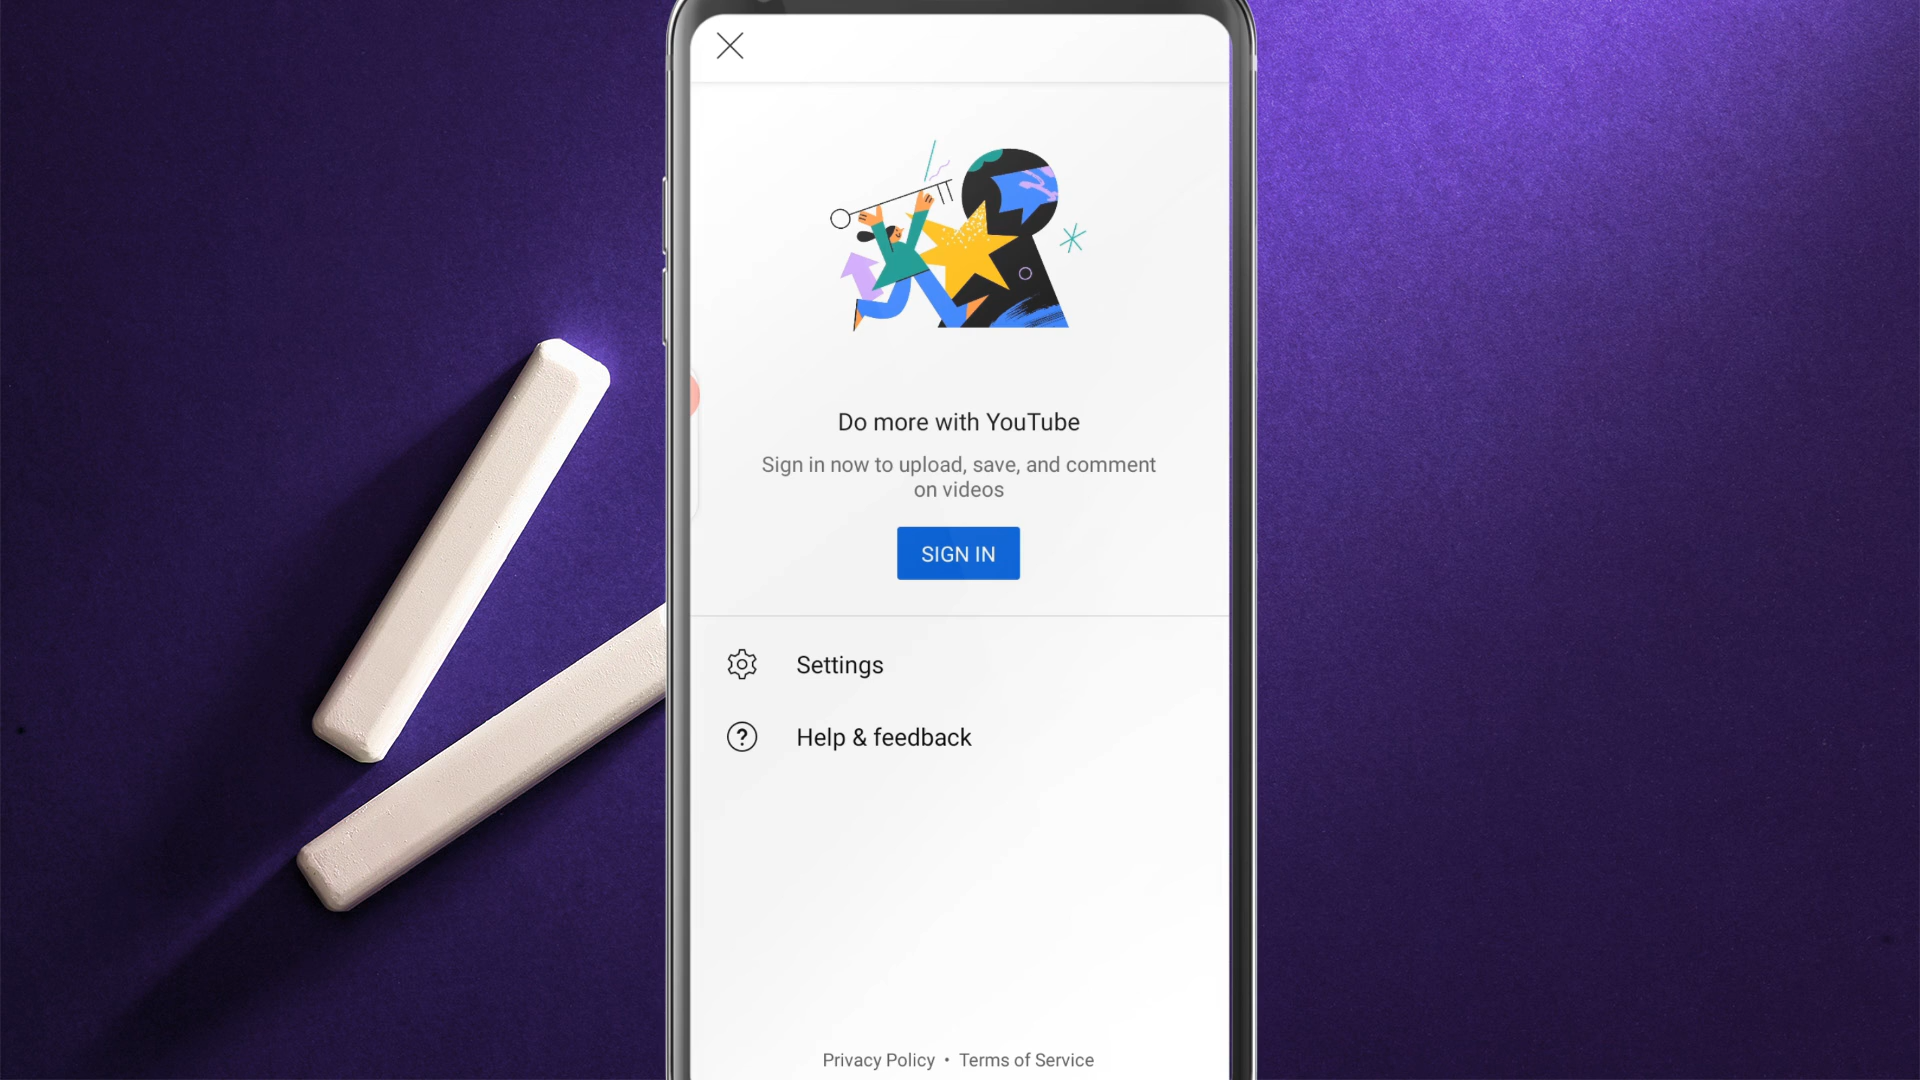 Do more with YouTube
Sign in now to upload, save, and comment
on videos
SIGN IN
Settings
Help & feedback
Privacy Policy • Terms of Service